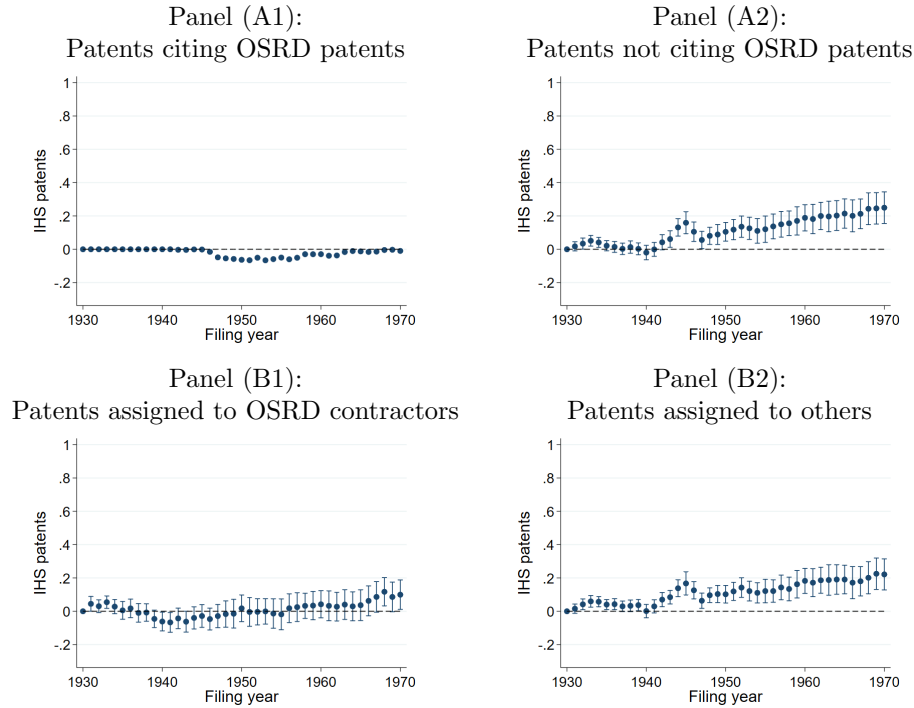 Panel (A1):
Patents citing OSRD patents
1
.8
.6
.4
.2
0
-.2
IHS patents
1930 1940 1950 1960 1970
Filing year
Panel (A2):
Patents not citing OSRD patents
1
.8
.6
.4
.2
0
-.2
IHS patents
1930 1940 1950 1960 1970
Filing year
Panel (B1):
Patents assigned to OSRD contractors
1
.8
.6
.4
.2
0
-.2
IHS patents
1930 1940 1950 1960 1970
Filing year
Panel (B2):
Patents assigned to others
1
.8
.6
.4
.2
0
-.2
IHS patents
1930 1940 1950 1960 1970
Filing year